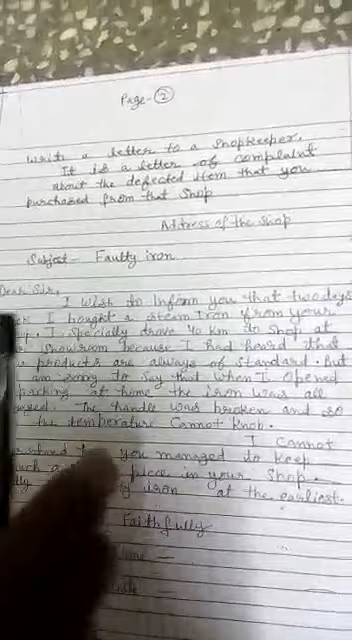 Page - 2
Write a letter to a Shopkeeper.
It is a letter of complaint
about the defected item that you
purchased from that Shop
Address of the Shop
Subject - Faulty iron
Dear Sir,
I wish to Inform you that two days
I bought a steam Iron from your
I specially drove 40 km to shop at
Showroom because I had heard that
products are always of standard. But
am sorry to say that when I opened
packing at home the iron was all
The handle was broken and so
the temperature Cannot knob.
I cannot
you managed to keep
piece in your Shop.
iron at the earliest.
Faithfully